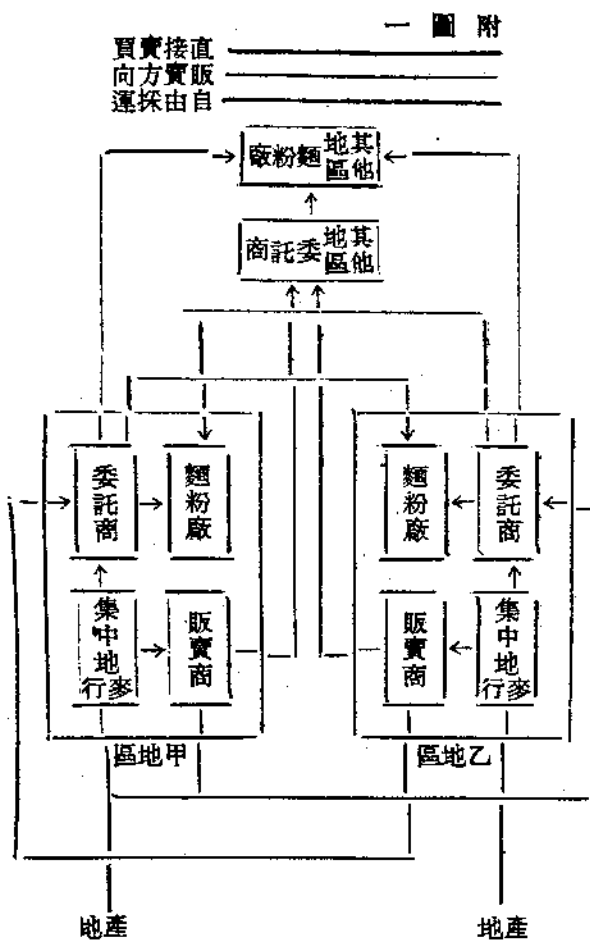 附圖一
直接賣買
販賣方向
自由採運
其他地區麵粉廠
其他地區委託商
委託商
麵粉廠
麵粉廠
委託商
集中地麥行
販賣商
販賣商
集中地麥行
甲地區
乙地區
產地
產地